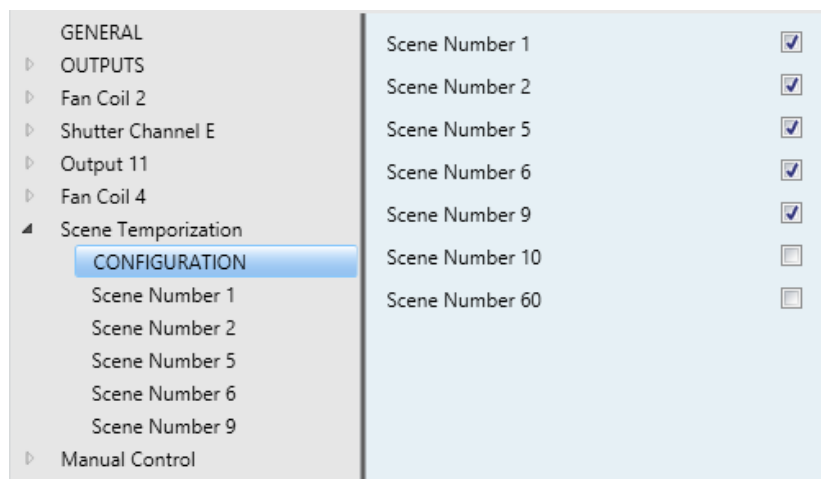 GENERAL
OUTPUTS
Fan Coil 2
Shutter Channel E
Output 11
Fan Coil 4
Scene Temporization
CONFIGURATION
Scene Number 1
Scene Number 2
Scene Number 5
Scene Number 6
Scene Number 9
Manual Control
Scene Number 1
Scene Number 2
Scene Number 5
Scene Number 6
Scene Number 9
Scene Number 10
Scene Number 60